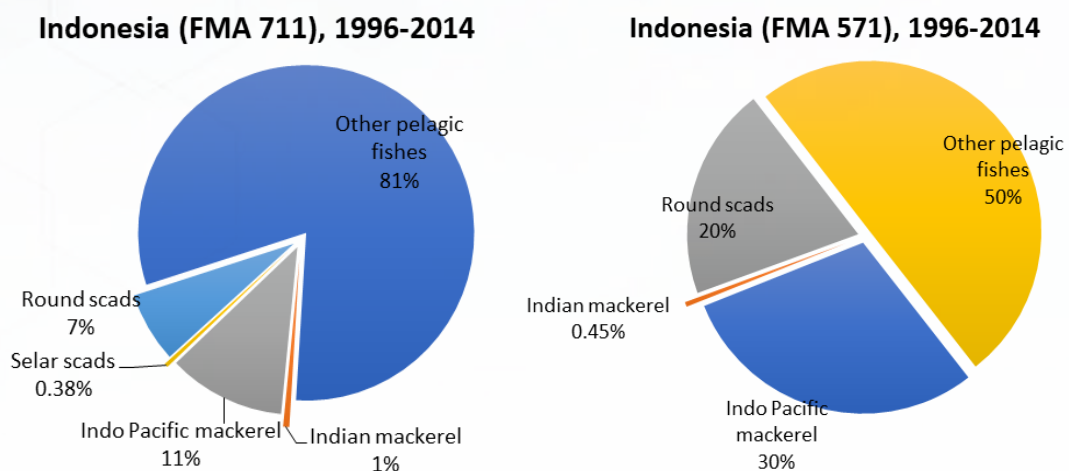 Indonesia (FMA 711), 1996-2014
Other pelagic
fishes
81%
Round scads
7%
Selar scads
0.38%
Indo Pacific mackerel
11%
Indian mackerel
1%
Indonesia (FMA 571), 1996-2014
Other pelagic
fishes
50%
Round scads
20%
Indian mackerel
0.45%
Indo Pacific
mackerel
30%